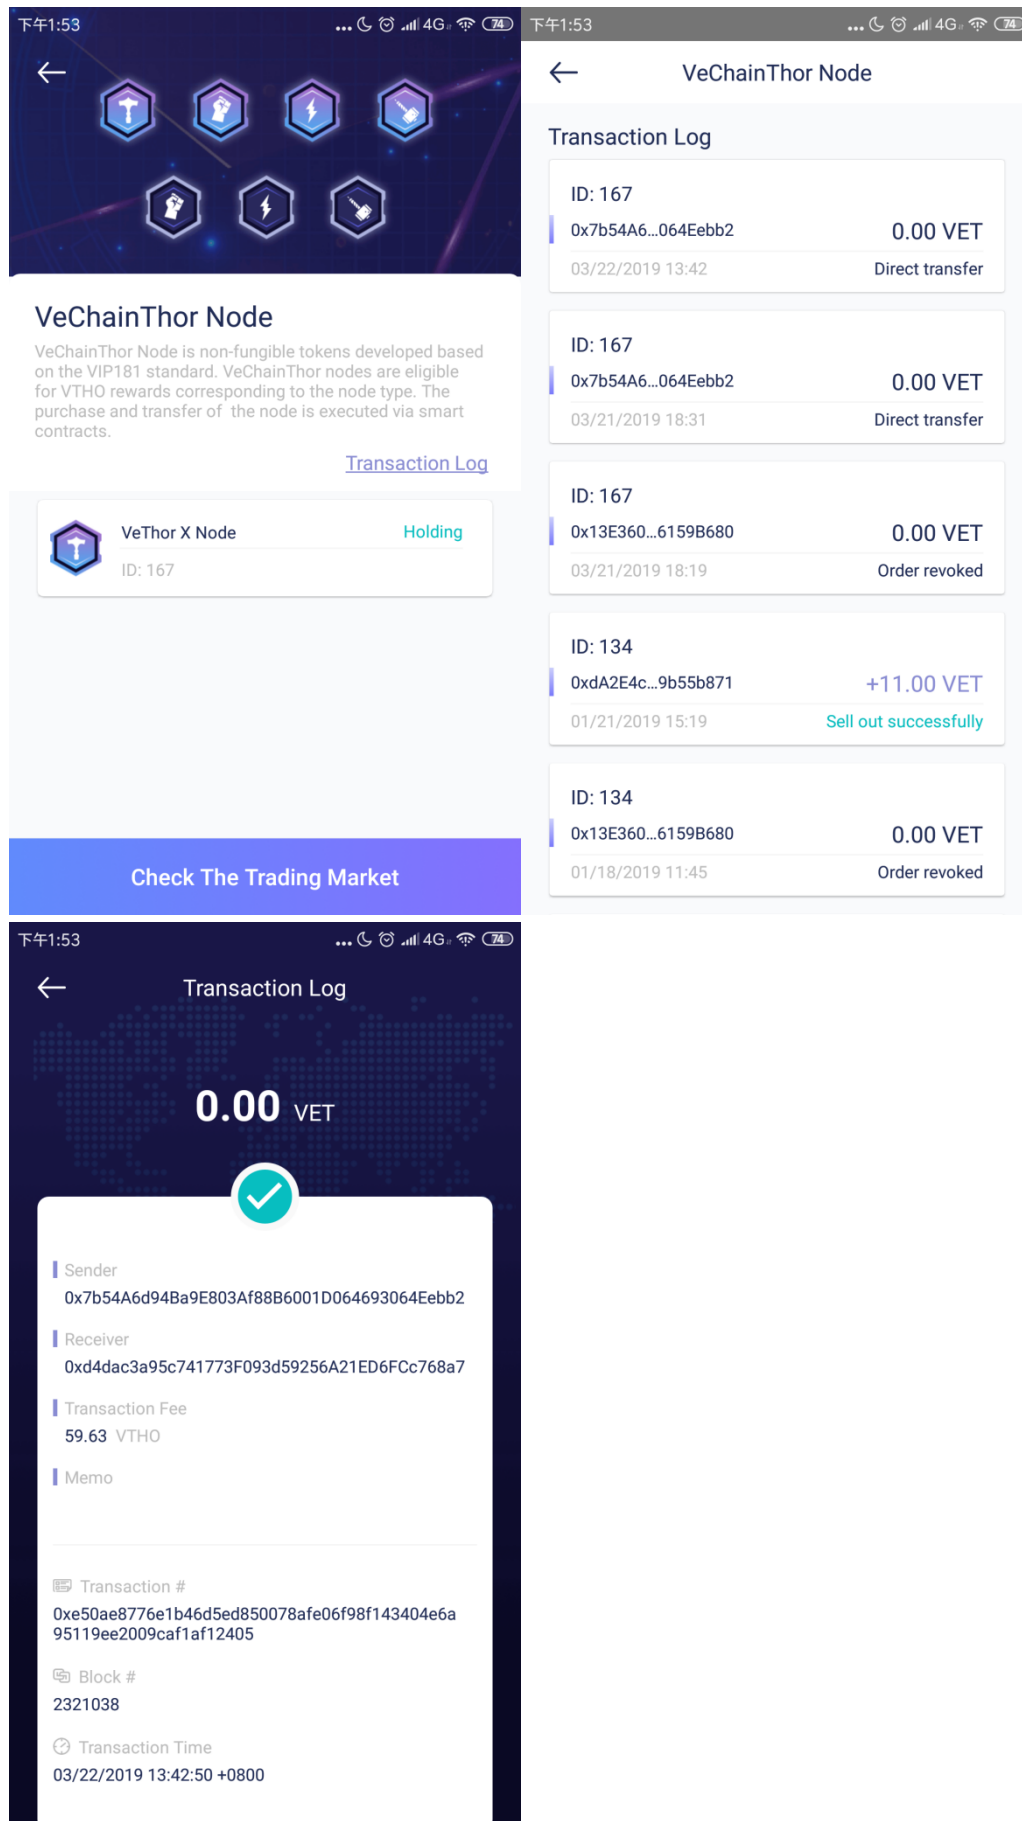 下午1:53
... 4G 74
VeChainThor Node
VeChainThor Node is non-fungible tokens developed based
on the VIP181 standard. VeChainThor nodes are eligible
for VTHO rewards corresponding to the node type. The
purchase and transfer of the node is executed via smart
contracts.
Transaction Log
VeThor X Node
Holding
ID: 167
Check The Trading Market
下午1:53
... 4G 74
VeChainThor Node
Transaction Log
ID: 167
0x7b54A6...064Eebb2
0.00 VET
03/22/2019 13:42
Direct transfer
ID: 167
0x7b54A6...064Eebb2
0.00 VET
03/21/2019 18:31
Direct transfer
ID: 167
0x13E360...6159B680
0.00 VET
03/21/2019 18:19
Order revoked
ID: 134
0xdA2E4c...9b55b871
+11.00 VET
01/21/2019 15:19
Sell out successfully
ID: 134
0x13E360...6159B680
0.00 VET
01/18/2019 11:45
Order revoked
下午1:53
... 4G 74
Transaction Log
0.00 VET
Sender
0x7b54A6d94Ba9E803Af88B6001D064693064Eebb2
Receiver
0xd4dac3a95c741773F093d59256A21ED6FCc768a7
Transaction Fee
59.63 VTHO
Memo
Transaction #
0xe50ae8776e1b46d5ed850078afe06f98f143404e6a
95119ee2009caf1af12405
Block #
2321038
Transaction Time
03/22/2019 13:42:50 +0800